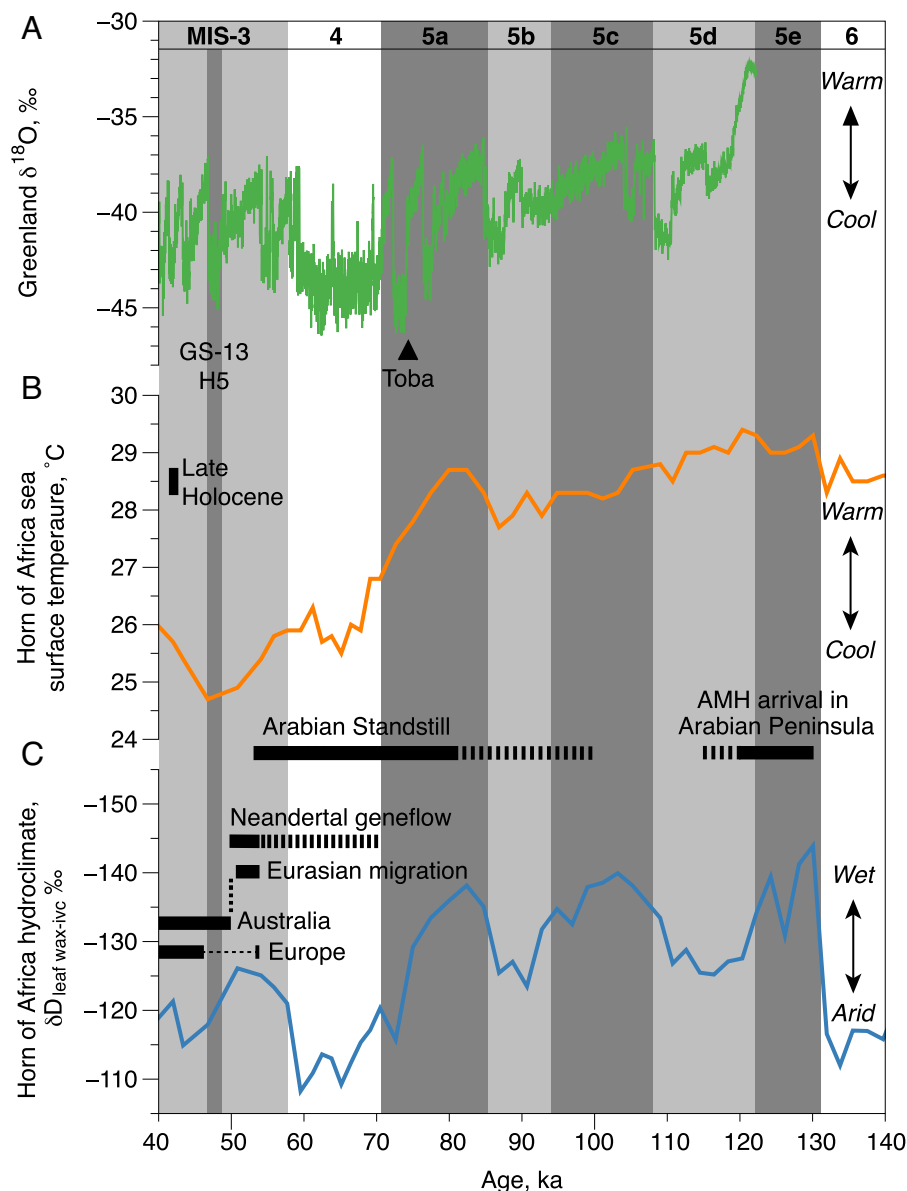 A
MIS-3 4 5a 5b 5c 5d 5e 6
Greenland δ18O, ‰
−30
−35
−40
−45
Warm
Cool
GS-13
H5
Toba
B
Horn of Africa sea
surface temperaure, °C
30
29
28
27
26
25
24
Late
Holocene
Warm
Cool
Arabian Standstill
AMH arrival in
Arabian Peninsula
C
Horn of Africa hydroclimate,
δDleaf wax-ivc ‰
−150
−140
−130
−120
−110
Neandertal geneflow
Eurasian migration
Australia
Europe
Wet
Arid
40 50 60 70 80 90 100 110 120 130 140
Age, ka